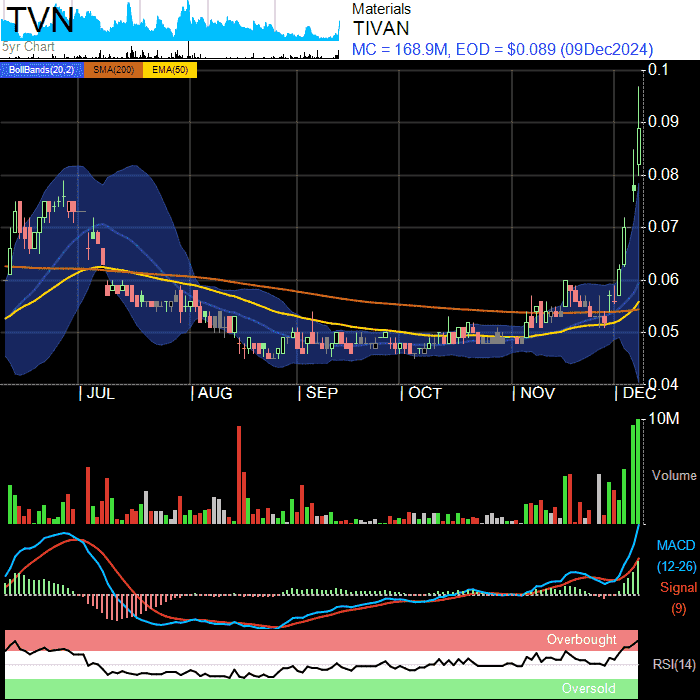 TVN
5yr Chart
Materials
TIVAN
MC = 168.9M, EOD = $0.089 (09Dec2024)
BollBands(20,2) SMA(200) EMA(50)
0.1
0.09
0.08
0.07
0.06
0.05
0.04
JUL AUG SEP OCT NOV DEC
10M
Volume
MACD
(12-26)
Signal
(9)
Overbought
RSI(14)
Oversold